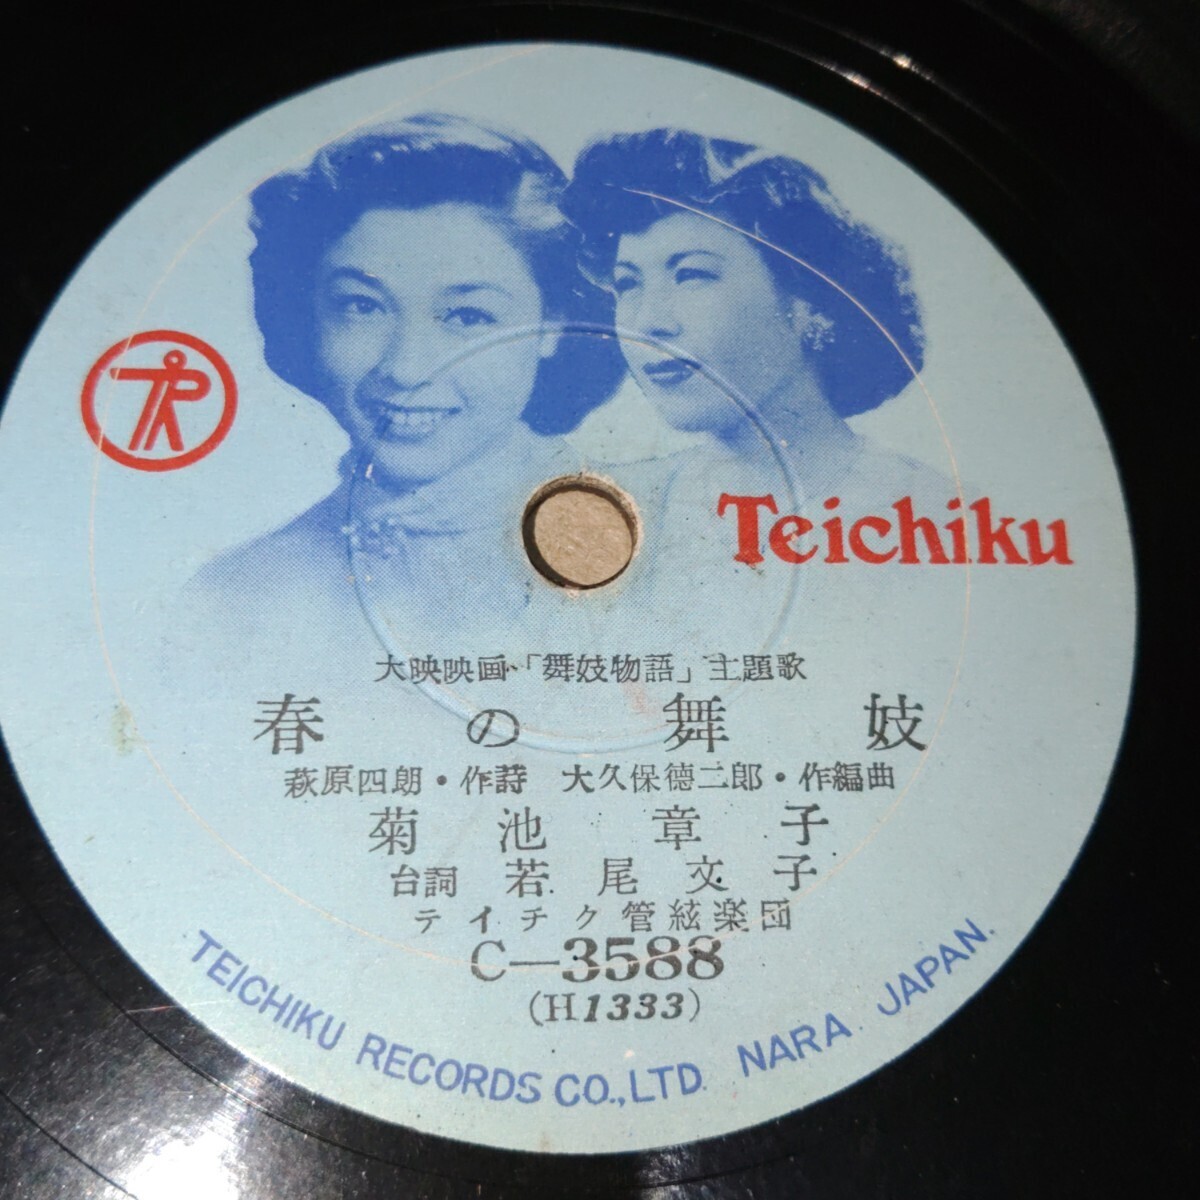 Teichiku
大映映画・「舞妓物語」主題歌
春の舞妓
萩原四朗・作詩　大久保徳二郎・作編曲
菊池章子
台詞　若尾文子
テイチク管絃楽団
C—3588
(H1333)
TEICHIKU RECORDS CO.,LTD. NARA. JAPAN.